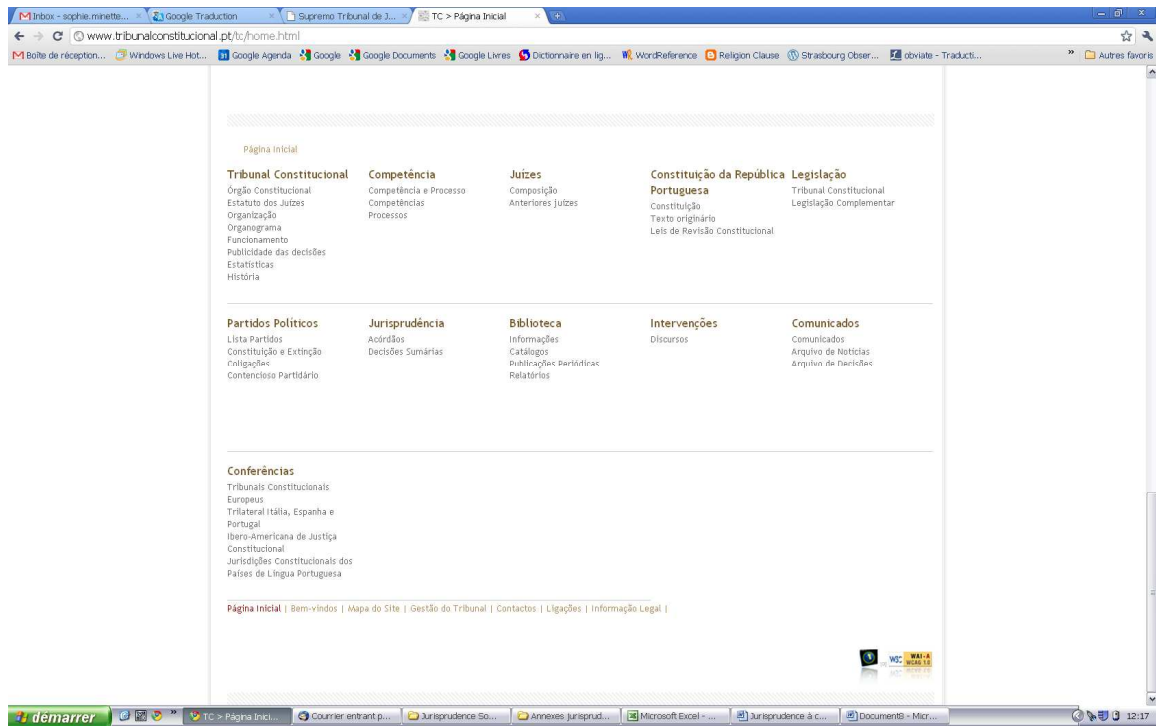 Inbox - sophie.minette...
Google Traduction
Supremo Tribunal de J...
TC > Página Inicial
www.tribunalconstitucional.pt/tc/home.html
Boîte de réception...
Windows Live Hot...
Google Agenda
Google
Google Documents
Google Livres
Dictionnaire en lig...
WordReference
Religion Clause
Strasbourg Obser...
obviate - Traducti...
»
Autres favoris
Página Inicial
Tribunal Constitucional
Órgão Constitucional
Estatuto dos Juízes
Organização
Organograma
Funcionamento
Publicidade das decisões
Estatísticas
História
Competência
Competência e Processo
Competências
Processos
Juízes
Composição
Anteriores juízes
Constituição da República
Portuguesa
Constituição
Texto originário
Leis de Revisão Constitucional
Legislação
Tribunal Constitucional
Legislação Complementar
Partidos Políticos
Lista Partidos
Constituição e Extinção
Coligações
Contencioso Partidário
Jurisprudência
Acórdãos
Decisões Sumárias
Biblioteca
Informações
Catálogos
Publicações Periódicas
Relatórios
Intervenções
Discursos
Comunicados
Comunicados
Arquivo de Notícias
Arquivo de Decisões
Conferências
Tribunais Constitucionais
Europeus
Trilateral Itália, Espanha e
Portugal
Ibero-Americana de Justiça
Constitucional
Jurisdições Constitucionais dos
Países de Língua Portuguesa
Página Inicial | Bem-vindos | Mapa do Site | Gestão do Tribunal | Contactos | Ligações | Informação Legal |
W3C WAI-A
WCAG 1.0
démarrer
»
TC > Página Inici...
Courrier entrant p...
Jurisprudence So...
Annexes jurisprud...
Microsoft Excel - ...
Jurisprudence à c...
Document8 - Micr...
12:17